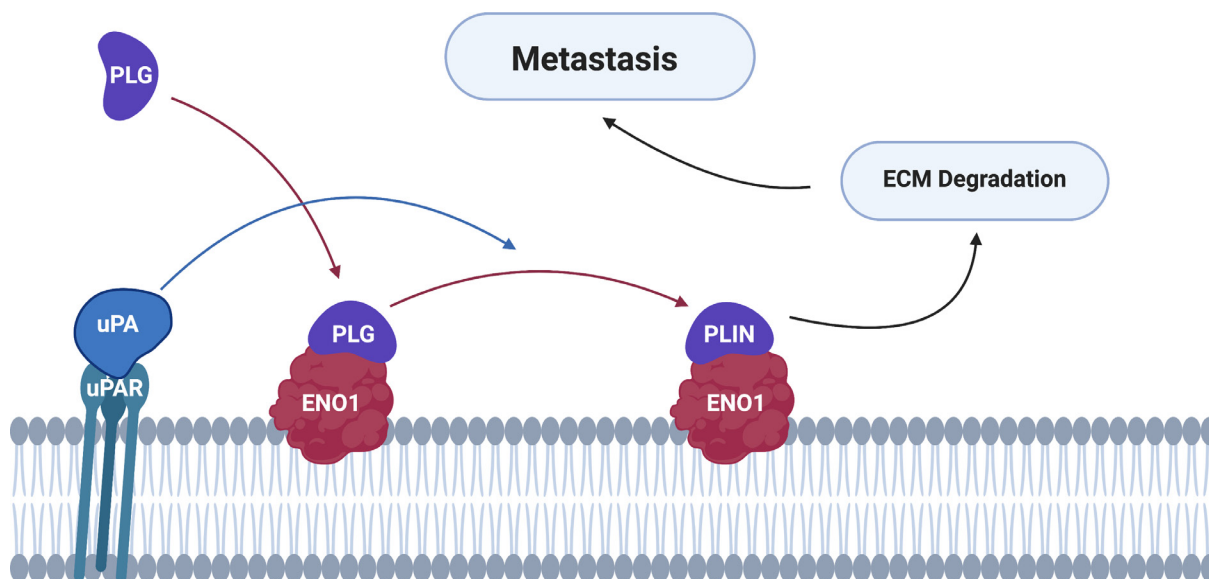 Metastasis
PLG
ECM Degradation
uPA
PLG
PLIN
uPAR
ENO1
ENO1